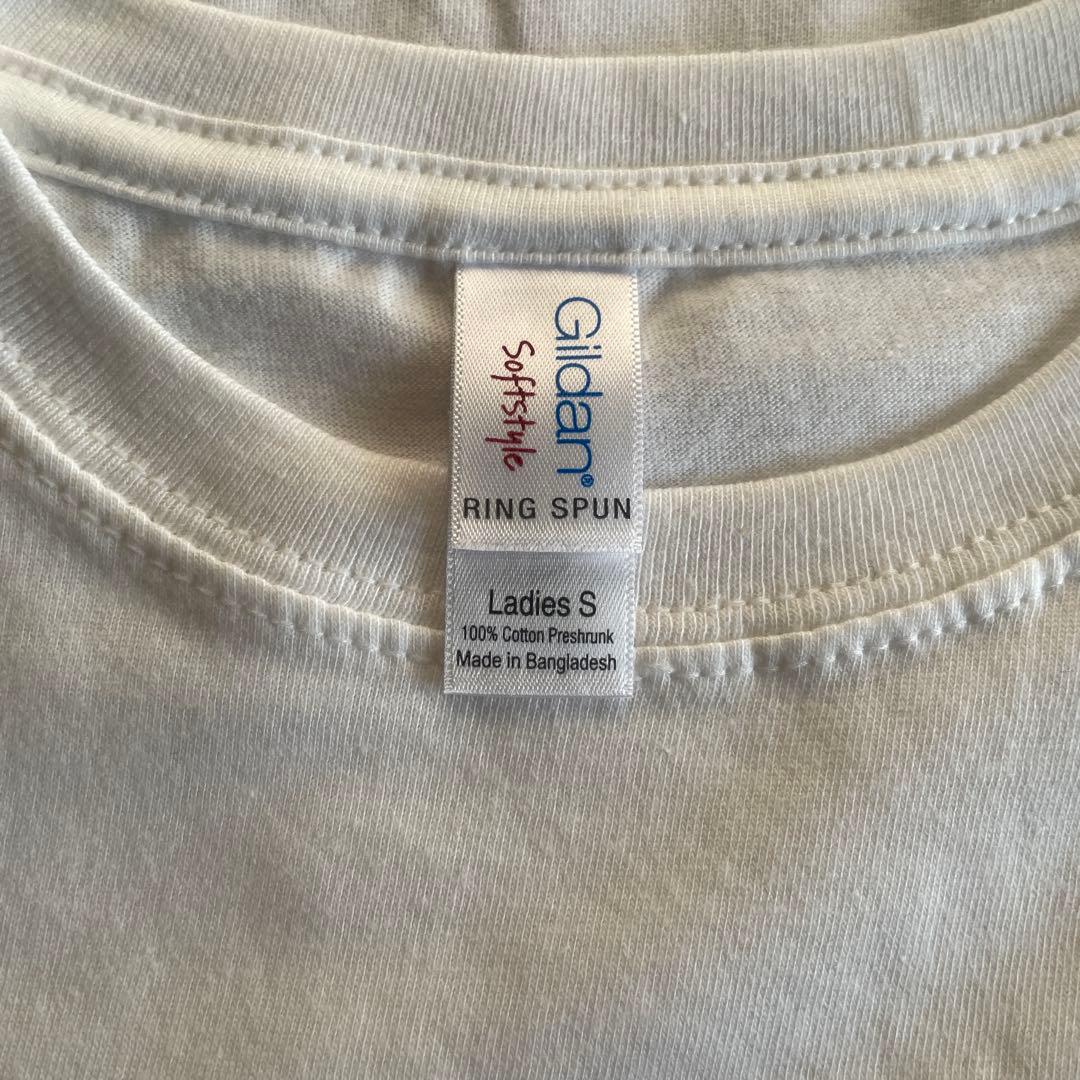 Gildan®
Softstyle
RING SPUN
Ladies S
100% Cotton Preshrunk
Made in Bangladesh